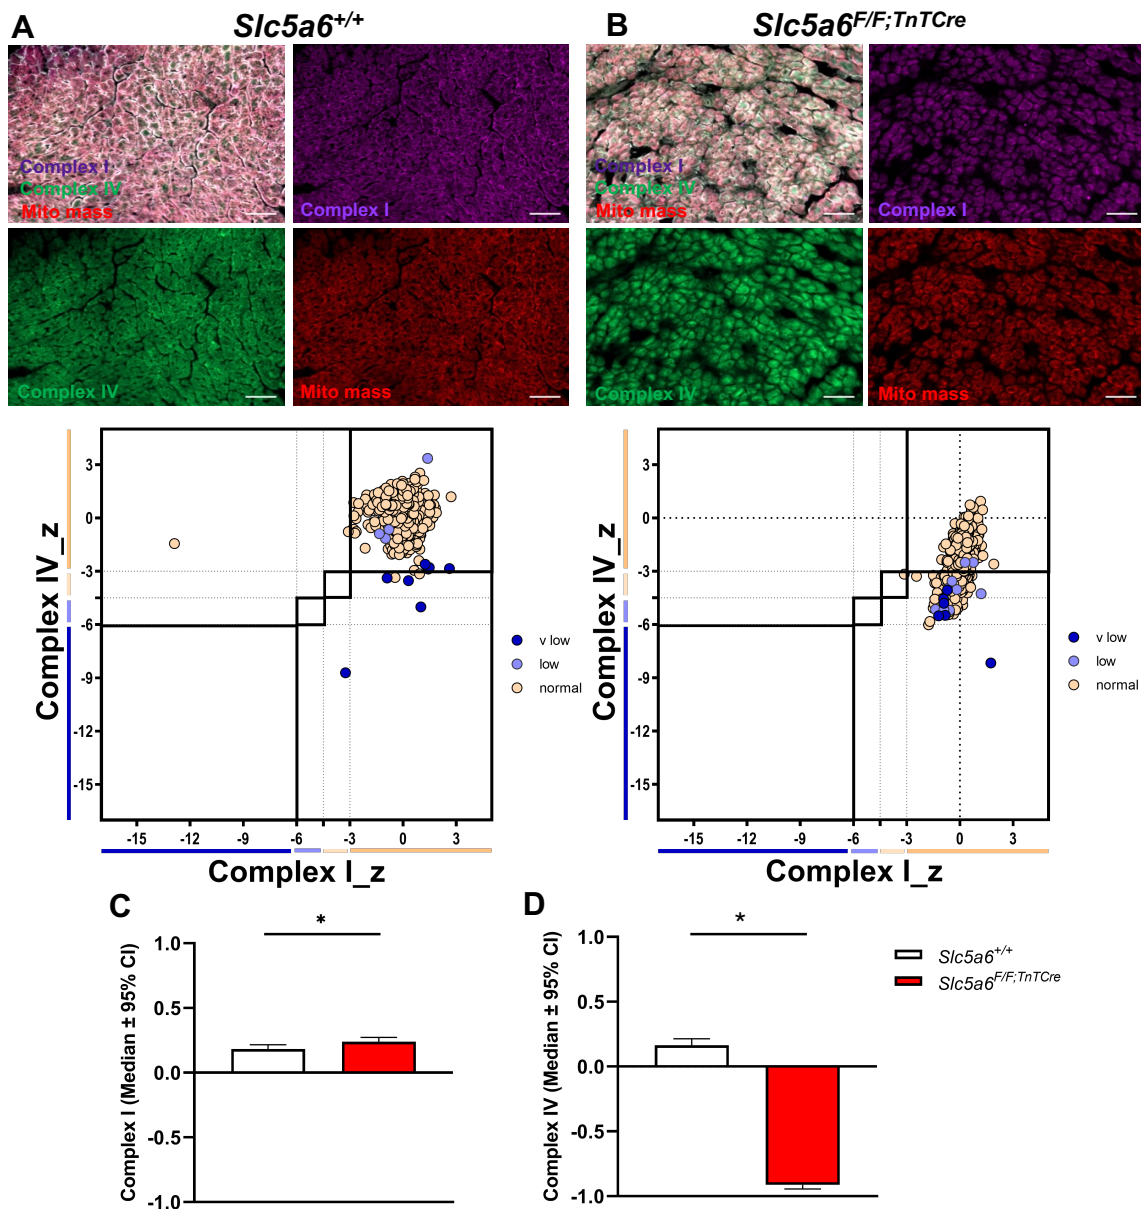 A
Slc5a6+/+
B
Slc5a6F/F;TnTCre
Complex I
Complex IV
Mito mass
Complex I
Complex I
Complex IV
Mito mass
Complex I
Complex IV
Mito mass
Complex IV
Mito mass
Complex IV_z
3
0
-3
-6
-9
-12
-15
-15
-12
-9
-6
-3
0
3
Complex I_z
v low
low
normal
Complex IV_z
3
0
-3
-6
-9
-12
-15
-15
-12
-9
-6
-3
0
3
Complex I_z
v low
low
normal
C
Complex I (Median ± 95% CI)
1.0
0.5
0.0
-0.5
-1.0
*
D
Complex IV (Median ± 95% CI)
1.0
0.5
0.0
-0.5
-1.0
*
Slc5a6+/+
Slc5a6F/F;TnTCre